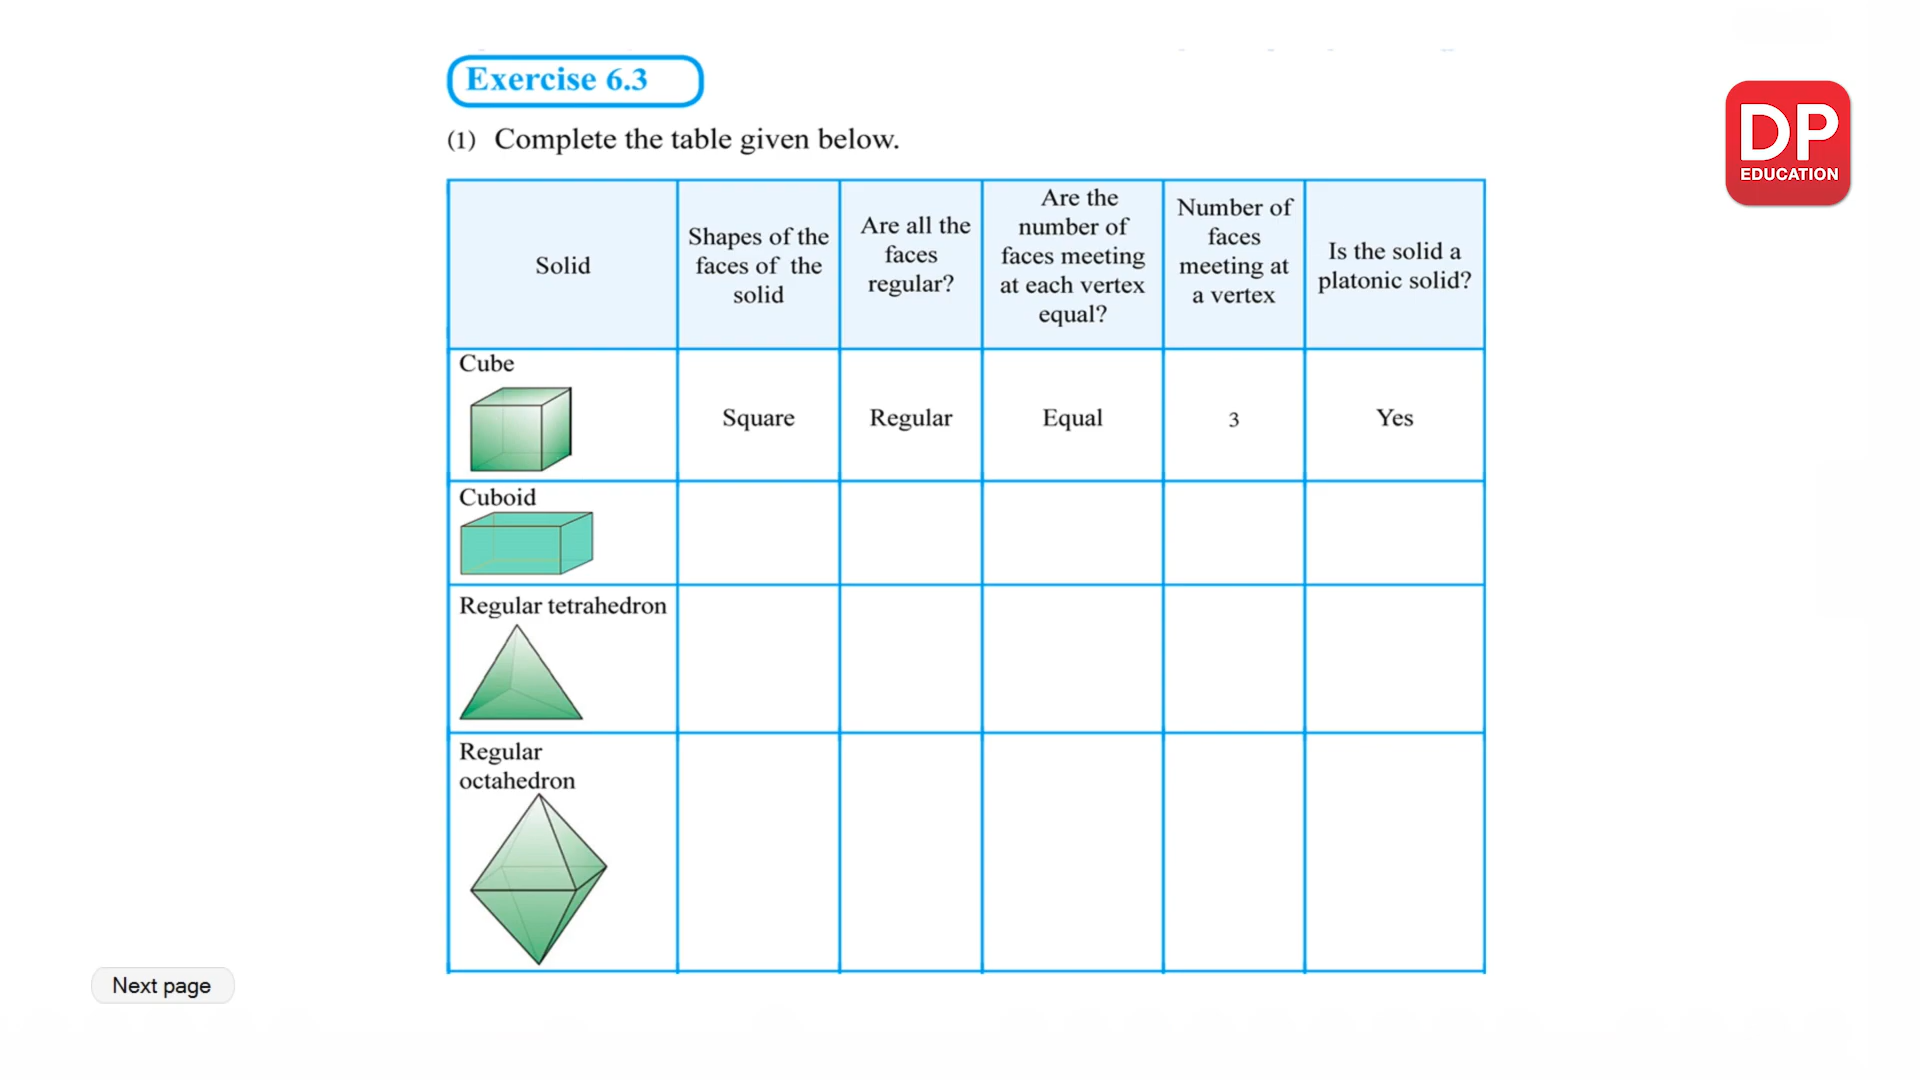 Exercise 6.3
DP
EDUCATION
(1) Complete the table given below.
Solid
Shapes of the
faces of the
solid
Are all the
faces
regular?
Are the
number of
faces meeting
at each vertex
equal?
Number of
faces
meeting at
a vertex
Is the solid a
platonic solid?
Cube
Square
Regular
Equal
3
Yes
Cuboid
Regular tetrahedron
Regular
octahedron
Next page